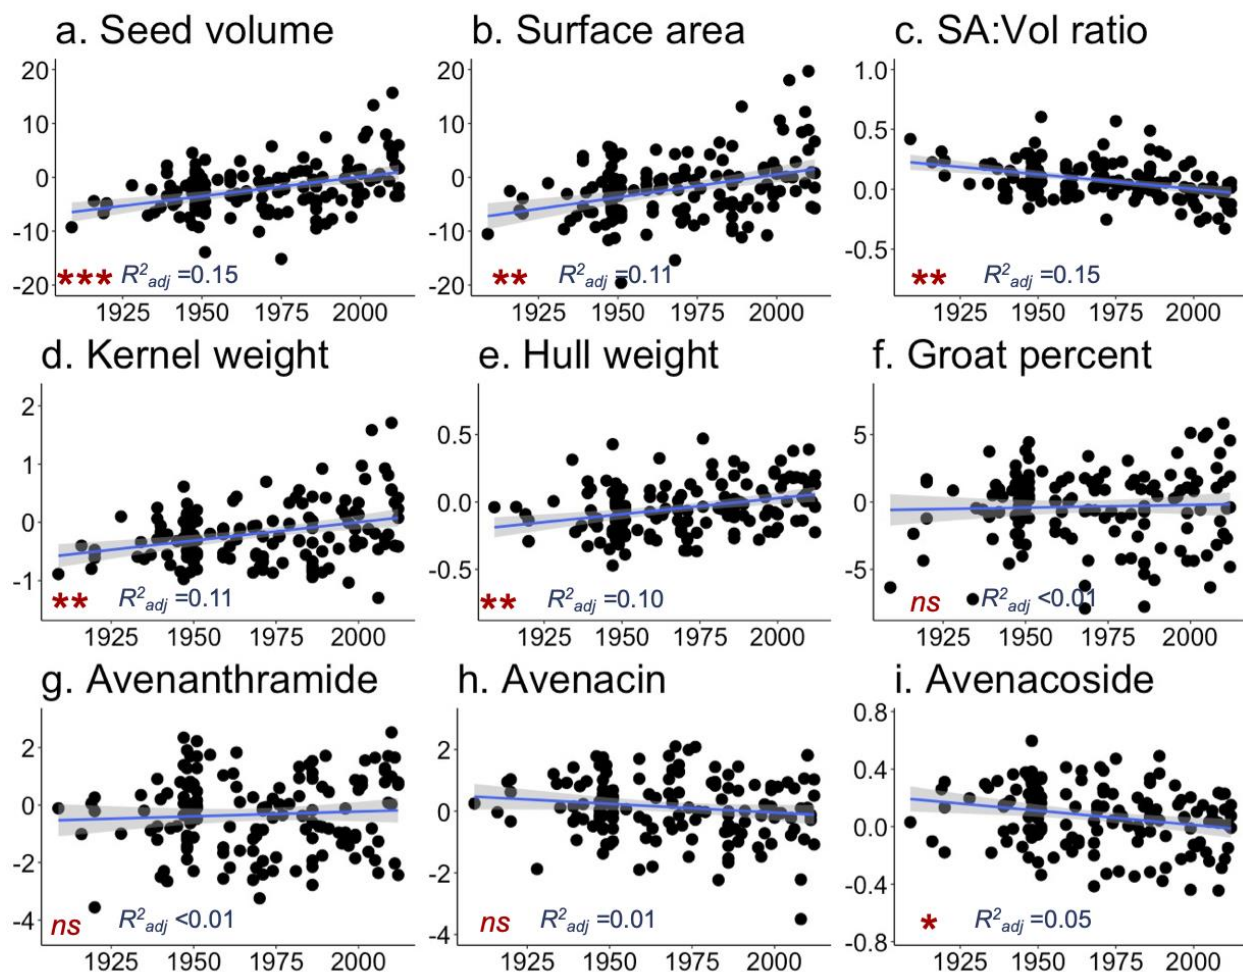 a. Seed volume
b. Surface area
c. SA:Vol ratio
20
10
0
-10
-20
*** R²adj =0.15
1925 1950 1975 2000
20
10
0
-10
-20
** R²adj =0.11
1925 1950 1975 2000
1.0
0.5
0.0
-0.5
** R²adj =0.15
1925 1950 1975 2000
d. Kernel weight
e. Hull weight
f. Groat percent
2
1
0
-1
** R²adj =0.11
1925 1950 1975 2000
0.5
0.0
-0.5
** R²adj =0.10
1925 1950 1975 2000
5
0
-5
ns R²adj <0.01
1925 1950 1975 2000
g. Avenanthramide
h. Avenacin
i. Avenacoside
2
0
-2
-4
ns R²adj <0.01
1925 1950 1975 2000
2
0
-2
-4
ns R²adj =0.01
1925 1950 1975 2000
0.8
0.4
0.0
-0.4
-0.8
* R²adj =0.05
1925 1950 1975 2000